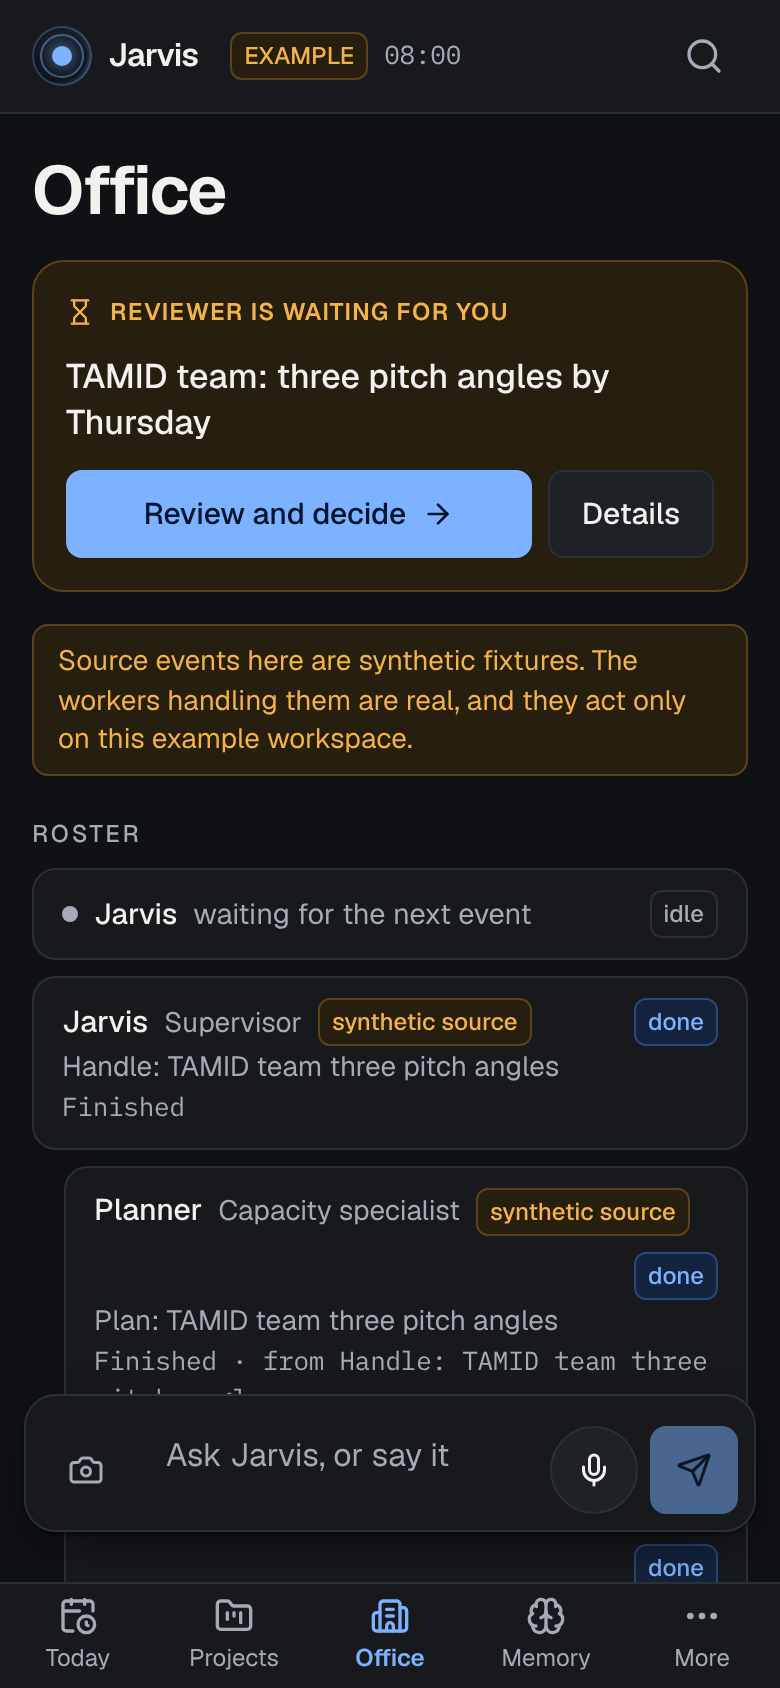 Jarvis EXAMPLE 08:00
Office
REVIEWER IS WAITING FOR YOU
TAMID team: three pitch angles by
Thursday
Review and decide →
Details
Source events here are synthetic fixtures. The
workers handling them are real, and they act only
on this example workspace.
ROSTER
Jarvis waiting for the next event idle
Jarvis Supervisor synthetic source done
Handle: TAMID team three pitch angles
Finished
Planner Capacity specialist synthetic source
done
Plan: TAMID team three pitch angles
Finished · from Handle: TAMID team three
Ask Jarvis, or say it
done
Today
Projects
Office
Memory
More